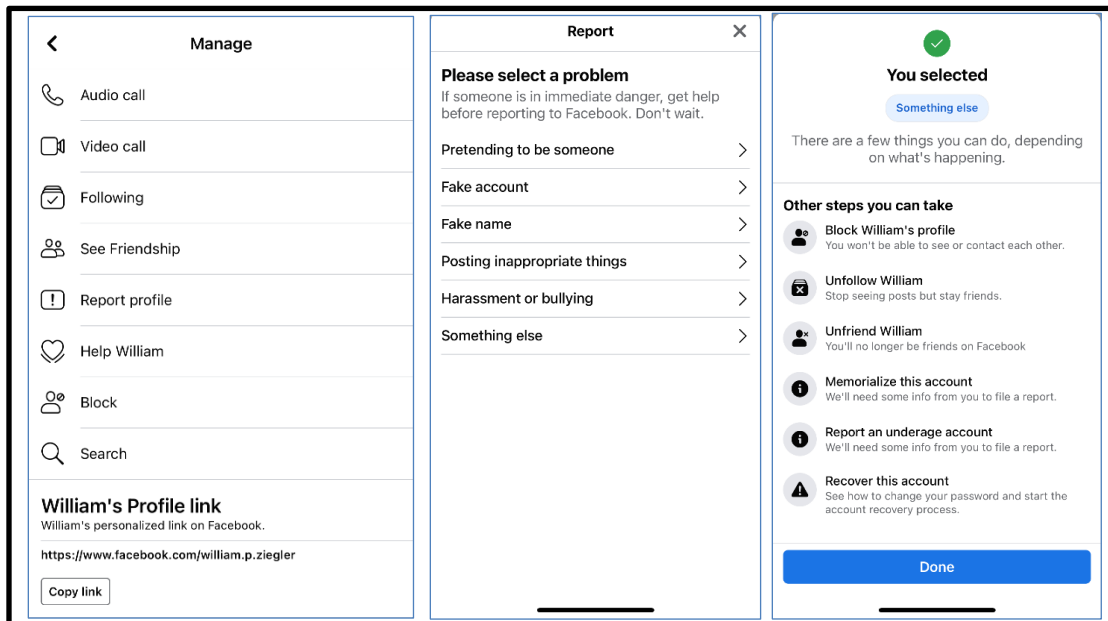 Manage
Audio call
Video call
Following
See Friendship
Report profile
Help William
Block
Search
William's Profile link
William's personalized link on Facebook.
https://www.facebook.com/william.p.ziegler
Copy link
Report
Please select a problem
If someone is in immediate danger, get help
before reporting to Facebook. Don't wait.
Pretending to be someone
Fake account
Fake name
Posting inappropriate things
Harassment or bullying
Something else
You selected
Something else
There are a few things you can do, depending
on what's happening.
Other steps you can take
Block William's profile
You won't be able to see or contact each other.
Unfollow William
Stop seeing posts but stay friends.
Unfriend William
You'll no longer be friends on Facebook
Memorialize this account
We'll need some info from you to file a report.
Report an underage account
We'll need some info from you to file a report.
Recover this account
See how to change your password and start the
account recovery process.
Done